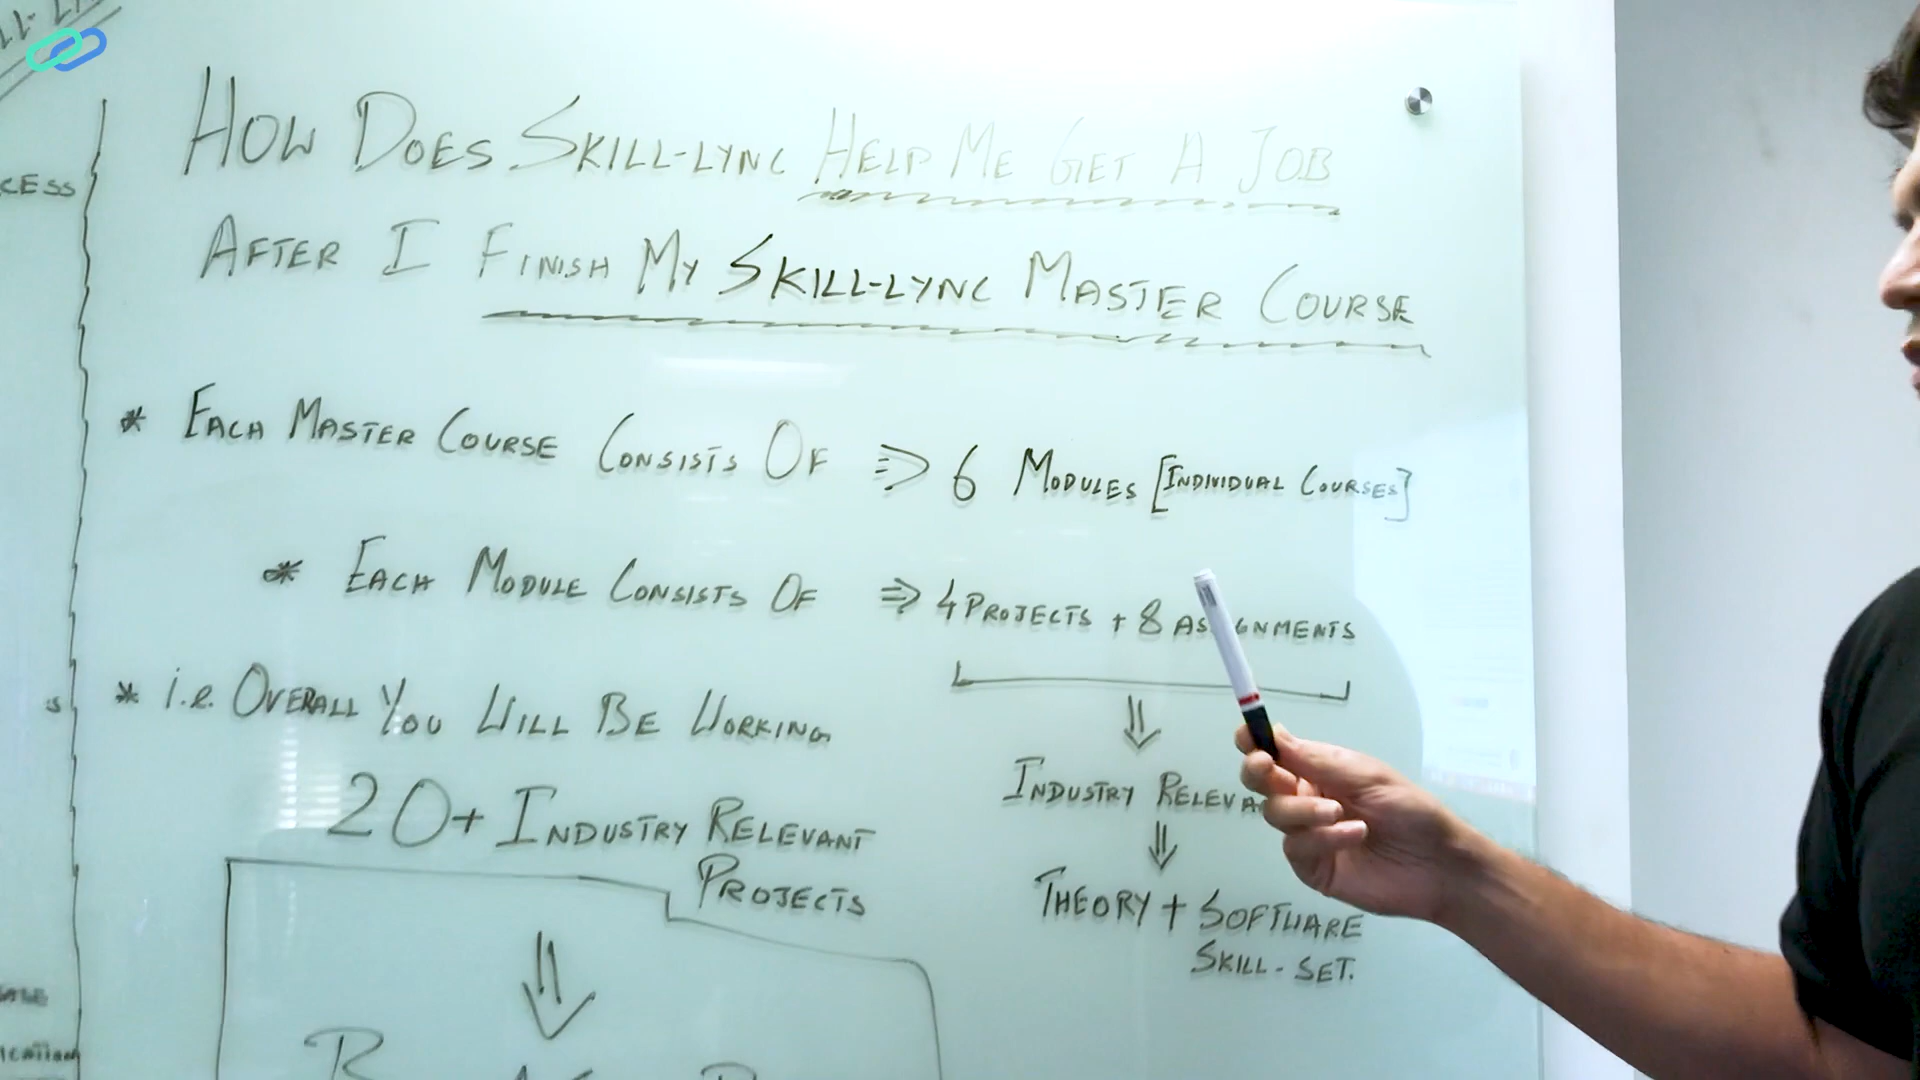 CESS
HOW DOES SKILL-LYNC HELP ME GET A JOB
AFTER I FINISH MY SKILL-LYNC MASTER COURSE
* EACH MASTER COURSE CONSISTS OF ⇒ 6 MODULES [INDIVIDUAL COURSES]
* EACH MODULE CONSISTS OF ⇒ 4 PROJECTS + 8
* i.e. OVERALL YOU WILL BE WORKING
20+ INDUSTRY RELEVANT
PROJECTS
⇓
INDUSTRY
⇓
THEORY + SOFTWARE
SKILL-SET.